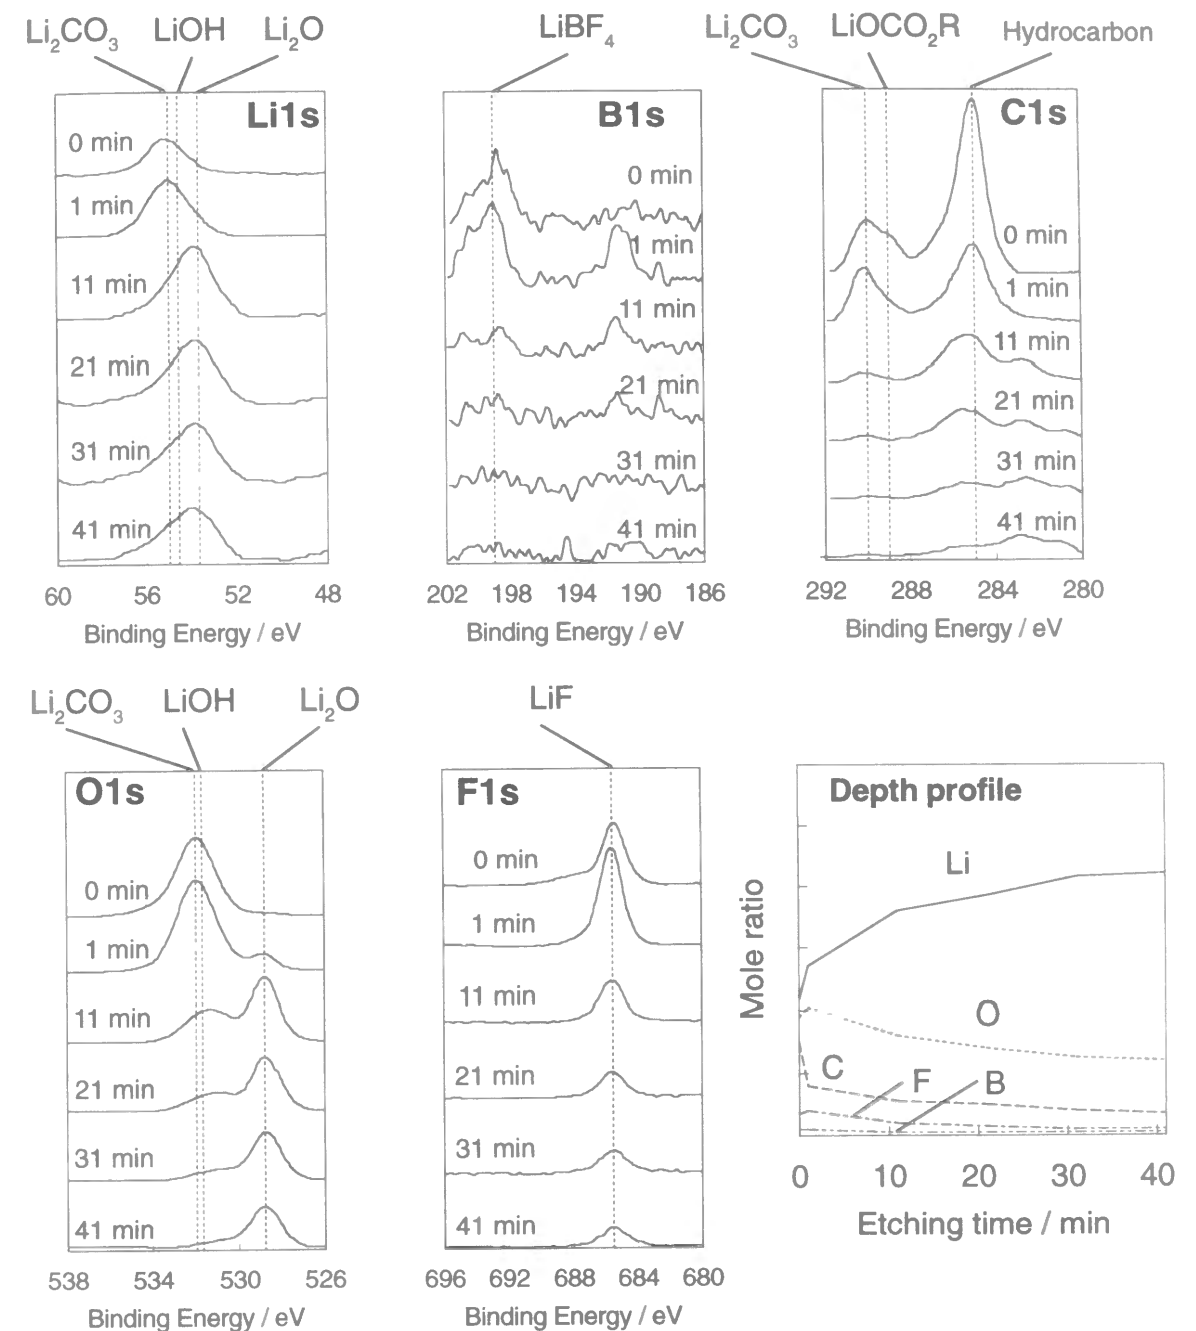 Li₂CO₃ LiOH Li₂O
LiBF₄
Li₂CO₃ LiOCO₂R Hydrocarbon
Li1s
0 min
1 min
11 min
21 min
31 min
41 min
60 56 52 48
Binding Energy / eV
B1s
0 min
1 min
11 min
21 min
31 min
41 min
202 198 194 190 186
Binding Energy / eV
C1s
0 min
1 min
11 min
21 min
31 min
41 min
292 288 284 280
Binding Energy / eV
Li₂CO₃ LiOH Li₂O
O1s
0 min
1 min
11 min
21 min
31 min
41 min
538 534 530 526
Binding Energy / eV
LiF
F1s
0 min
1 min
11 min
21 min
31 min
41 min
696 692 688 684 680
Binding Energy / eV
Depth profile
Mole ratio
Li
O
C F B
0 10 20 30 40
Etching time / min